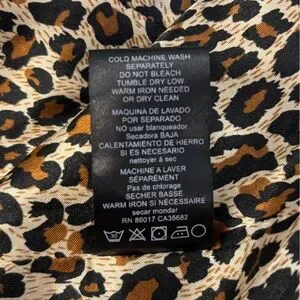 COLD MACHINE WASH
SEPARATELY
DO NOT BLEACH
TUMBLE DRY LOW
WARM IRON NEEDED
OR DRY CLEAN
MAQUINA DE LAVADO
POR SEPARADO
NO usar blanqueador
Secadora BAJA
CALENTAMIENTO DE HIERRO
SI ES NECESARIO
nettoyer à sec
MACHINE A LAVER
SÉPARÉMENT
Pas de chlorage
SECHER BASSE
WARM IRON SI NÉCESSAIRE
secar mondar
RN 86017 CA35682